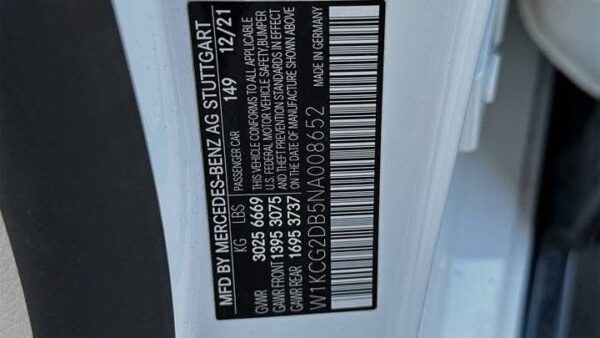 MFD BY MERCEDES-BENZ AG STUTTGART
KG LBS PASSENGER CAR 149 12/21
GVWR 3025 6669 THIS VEHICLE CONFORMS TO ALL APPLICABLE
GAWR FRONT 1395 3075 U.S. FEDERAL MOTOR VEHICLE SAFETY, BUMPER
GAWR REAR 1695 3737 AND THEFT PREVENTION STANDARDS IN EFFECT
ON THE DATE OF MANUFACTURE SHOWN ABOVE
W1KCG2DB5NA008652
MADE IN GERMANY